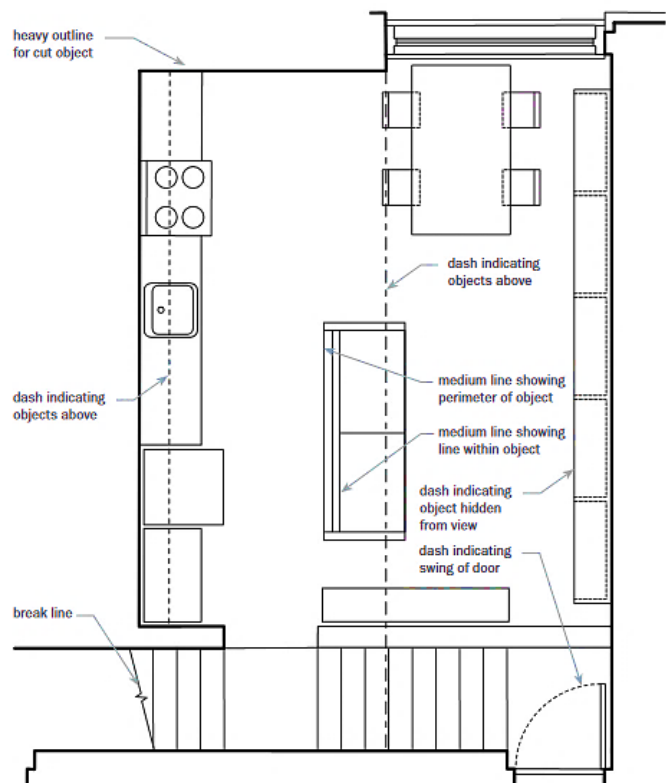 heavy outline
for cut object
dash indicating
objects above
medium line showing
perimeter of object
dash indicating
objects above
medium line showing
line within object
dash indicating
object hidden
from view
dash indicating
swing of door
break line